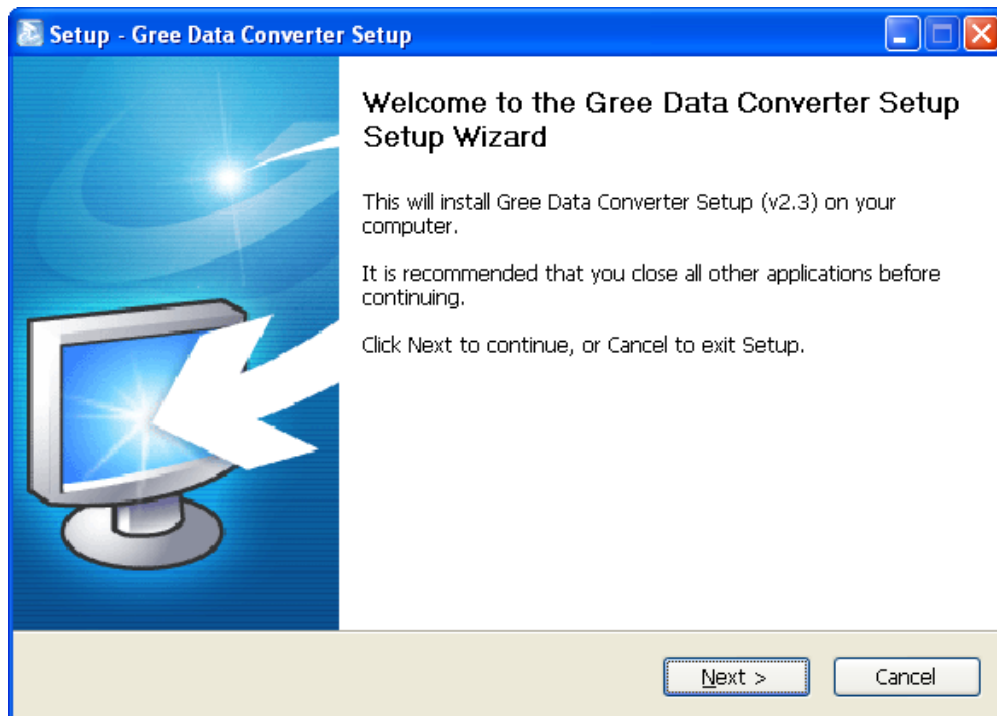 Setup - Gree Data Converter Setup
Welcome to the Gree Data Converter Setup
Setup Wizard
This will install Gree Data Converter Setup (v2.3) on your
computer.
It is recommended that you close all other applications before
continuing.
Click Next to continue, or Cancel to exit Setup.
Next >
Cancel